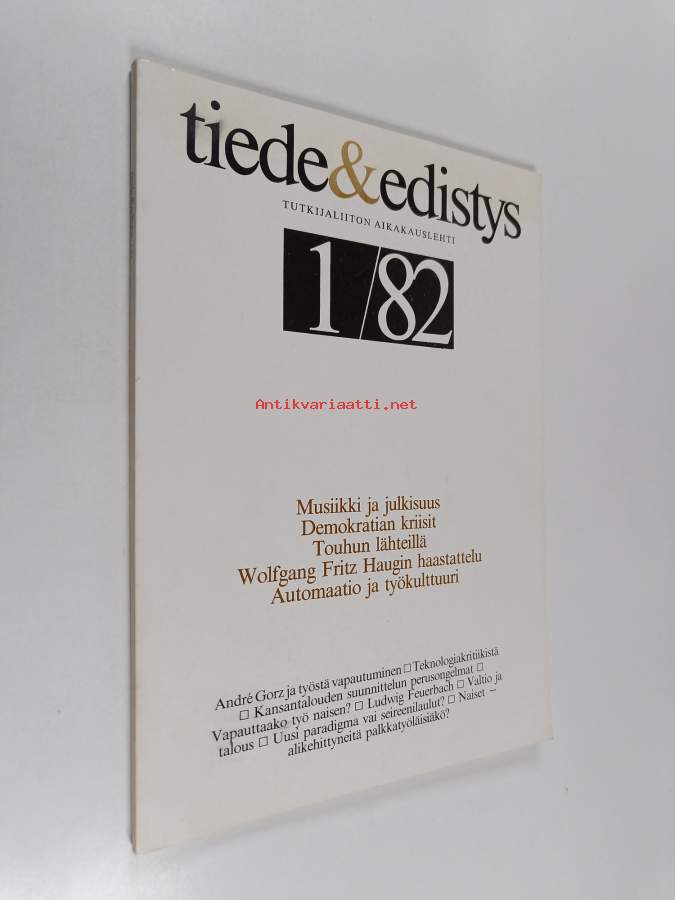 tiede&edistys
TUTKIJALIITON AIKAKAUSLEHTI
1/82
Antikvariaatti.net
Musiikki ja julkisuus
Demokratian kriisit
Touhun lähteillä
Wolfgang Fritz Haugin haastattelu
Automaatio ja työkulttuuri
André Gorz ja työstä vapautuminen □ Teknologiakritiikistä
□ Kansantalouden suunnittelun perusongelmat □
Vapauttaako työ naisen? □ Ludwig Feuerbach □ Valtio ja
talous □ Uusi paradigma vai seireenilaulut? □ Naiset –
alikehittyneitä palkkatyöläisiäkö?